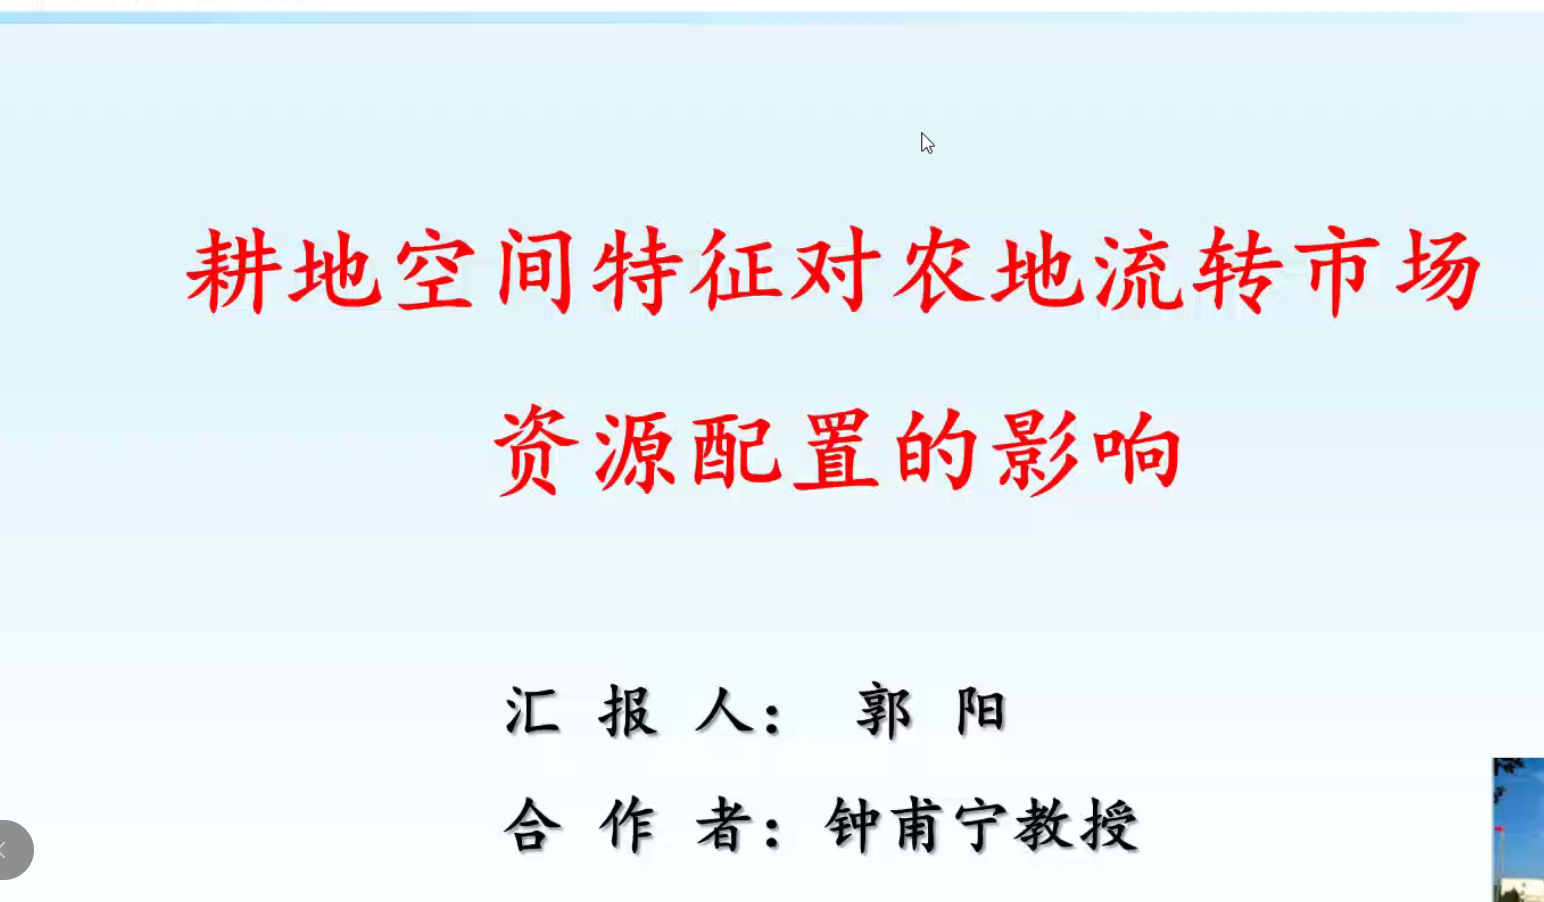 耕地空间特征对农地流转市场
资源配置的影响
汇 报 人： 郭 阳
合 作 者：钟甫宁教授